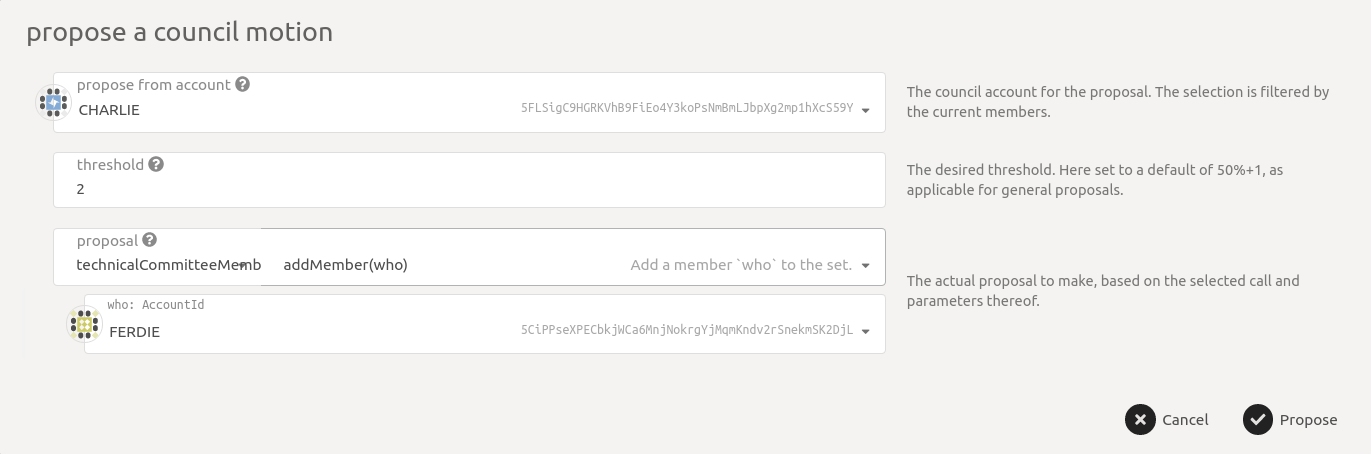 propose a council motion
propose from account
CHARLIE 5FLSigC9HGRKVhB9FiEo4Y3koPsNmBmLJbpXg2mp1hXcS59Y
The council account for the proposal. The selection is filtered by
the current members.
threshold
2
The desired threshold. Here set to a default of 50%+1, as
applicable for general proposals.
proposal
technicalCommitteeMemb addMember(who) Add a member `who` to the set.
The actual proposal to make, based on the selected call and
parameters thereof.
who: AccountId
FERDIE 5CiPPseXPECbkjWCa6MnjNokrgYjMqmKndv2rSnekmSK2DjL
Cancel Propose